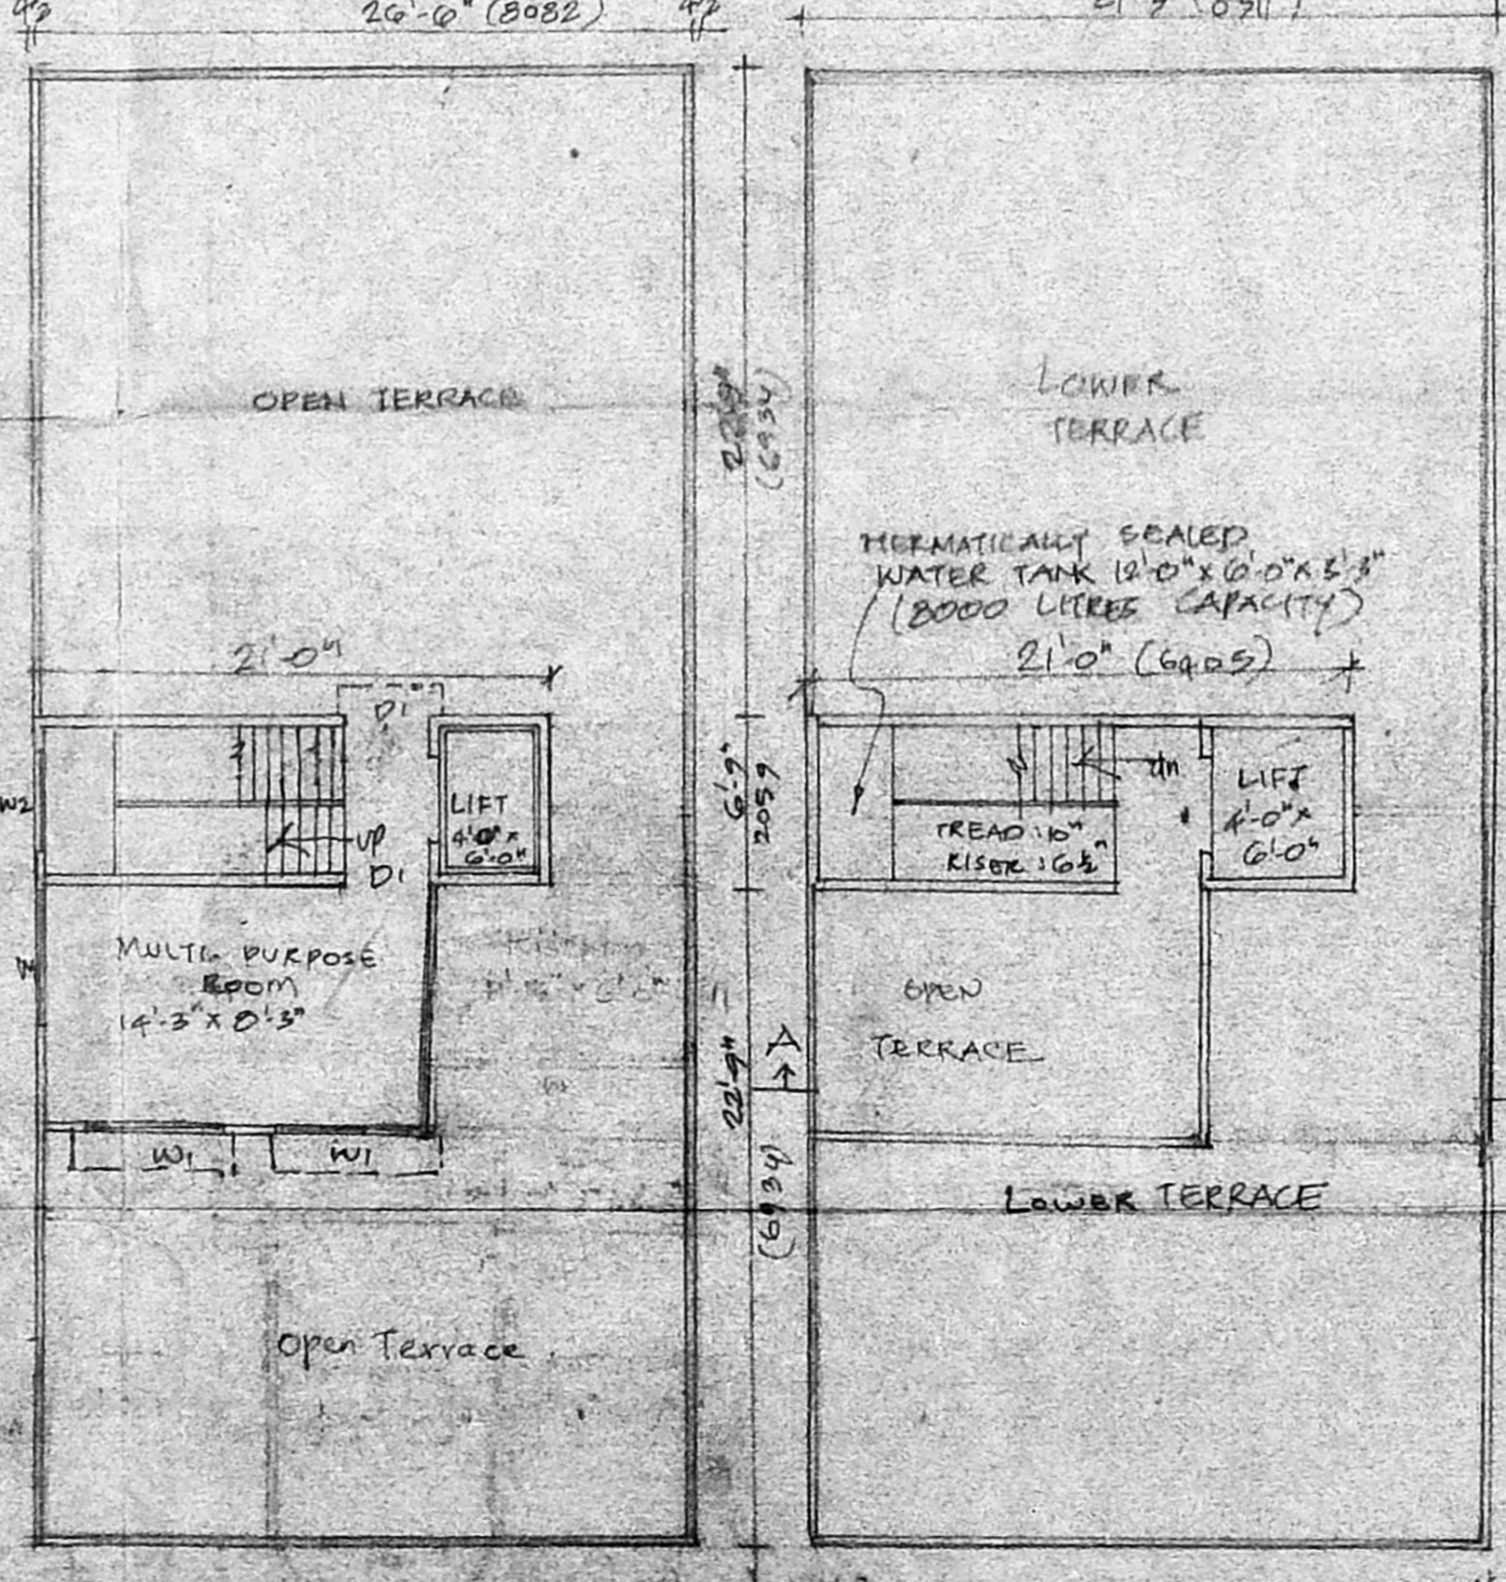 26'-6" (8082)
OPEN TERRACE
22'-9"
(6934)
21'-0"
D1
W2
LIFT
4'-0" x
6'-0"
UP
D1
6'-9"
2059
MULTI- PURPOSE
ROOM
14'-3" x 8'-3"
W1
W1
22'-9"
(6934)
A
Open Terrace
LOWER
TERRACE
HERMATICALLY SEALED
WATER TANK 12'-0" x 6'-0" x 3'-3"
(8000 LITRES CAPACITY)
21'-0" (6405)
dn
TREAD : 10"
RISER : 6½"
LIFT
4'-0" x
6'-0"
OPEN
TERRACE
LOWER TERRACE